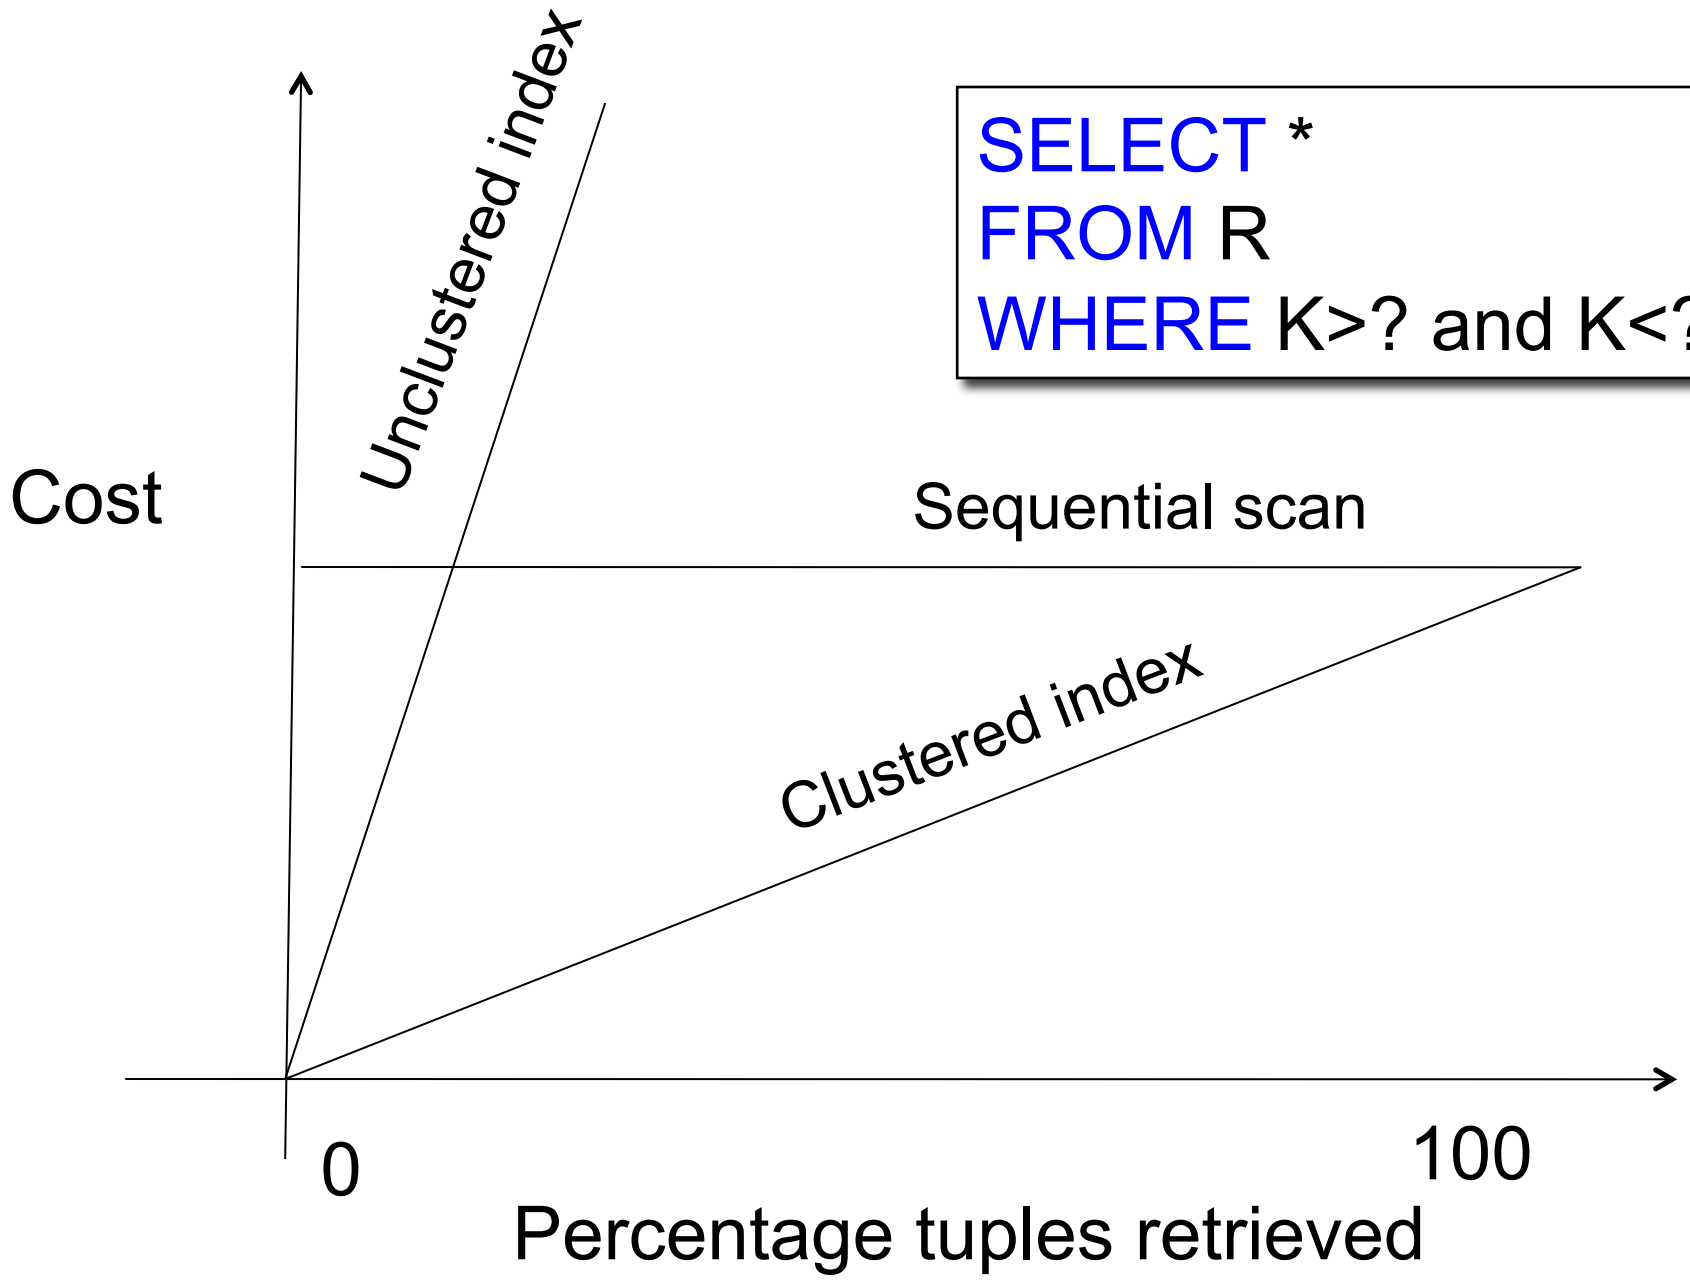 Unclustered index
SELECT *
FROM R
WHERE K>? and K<?
Cost
Sequential scan
Clustered index
0
100
Percentage tuples retrieved